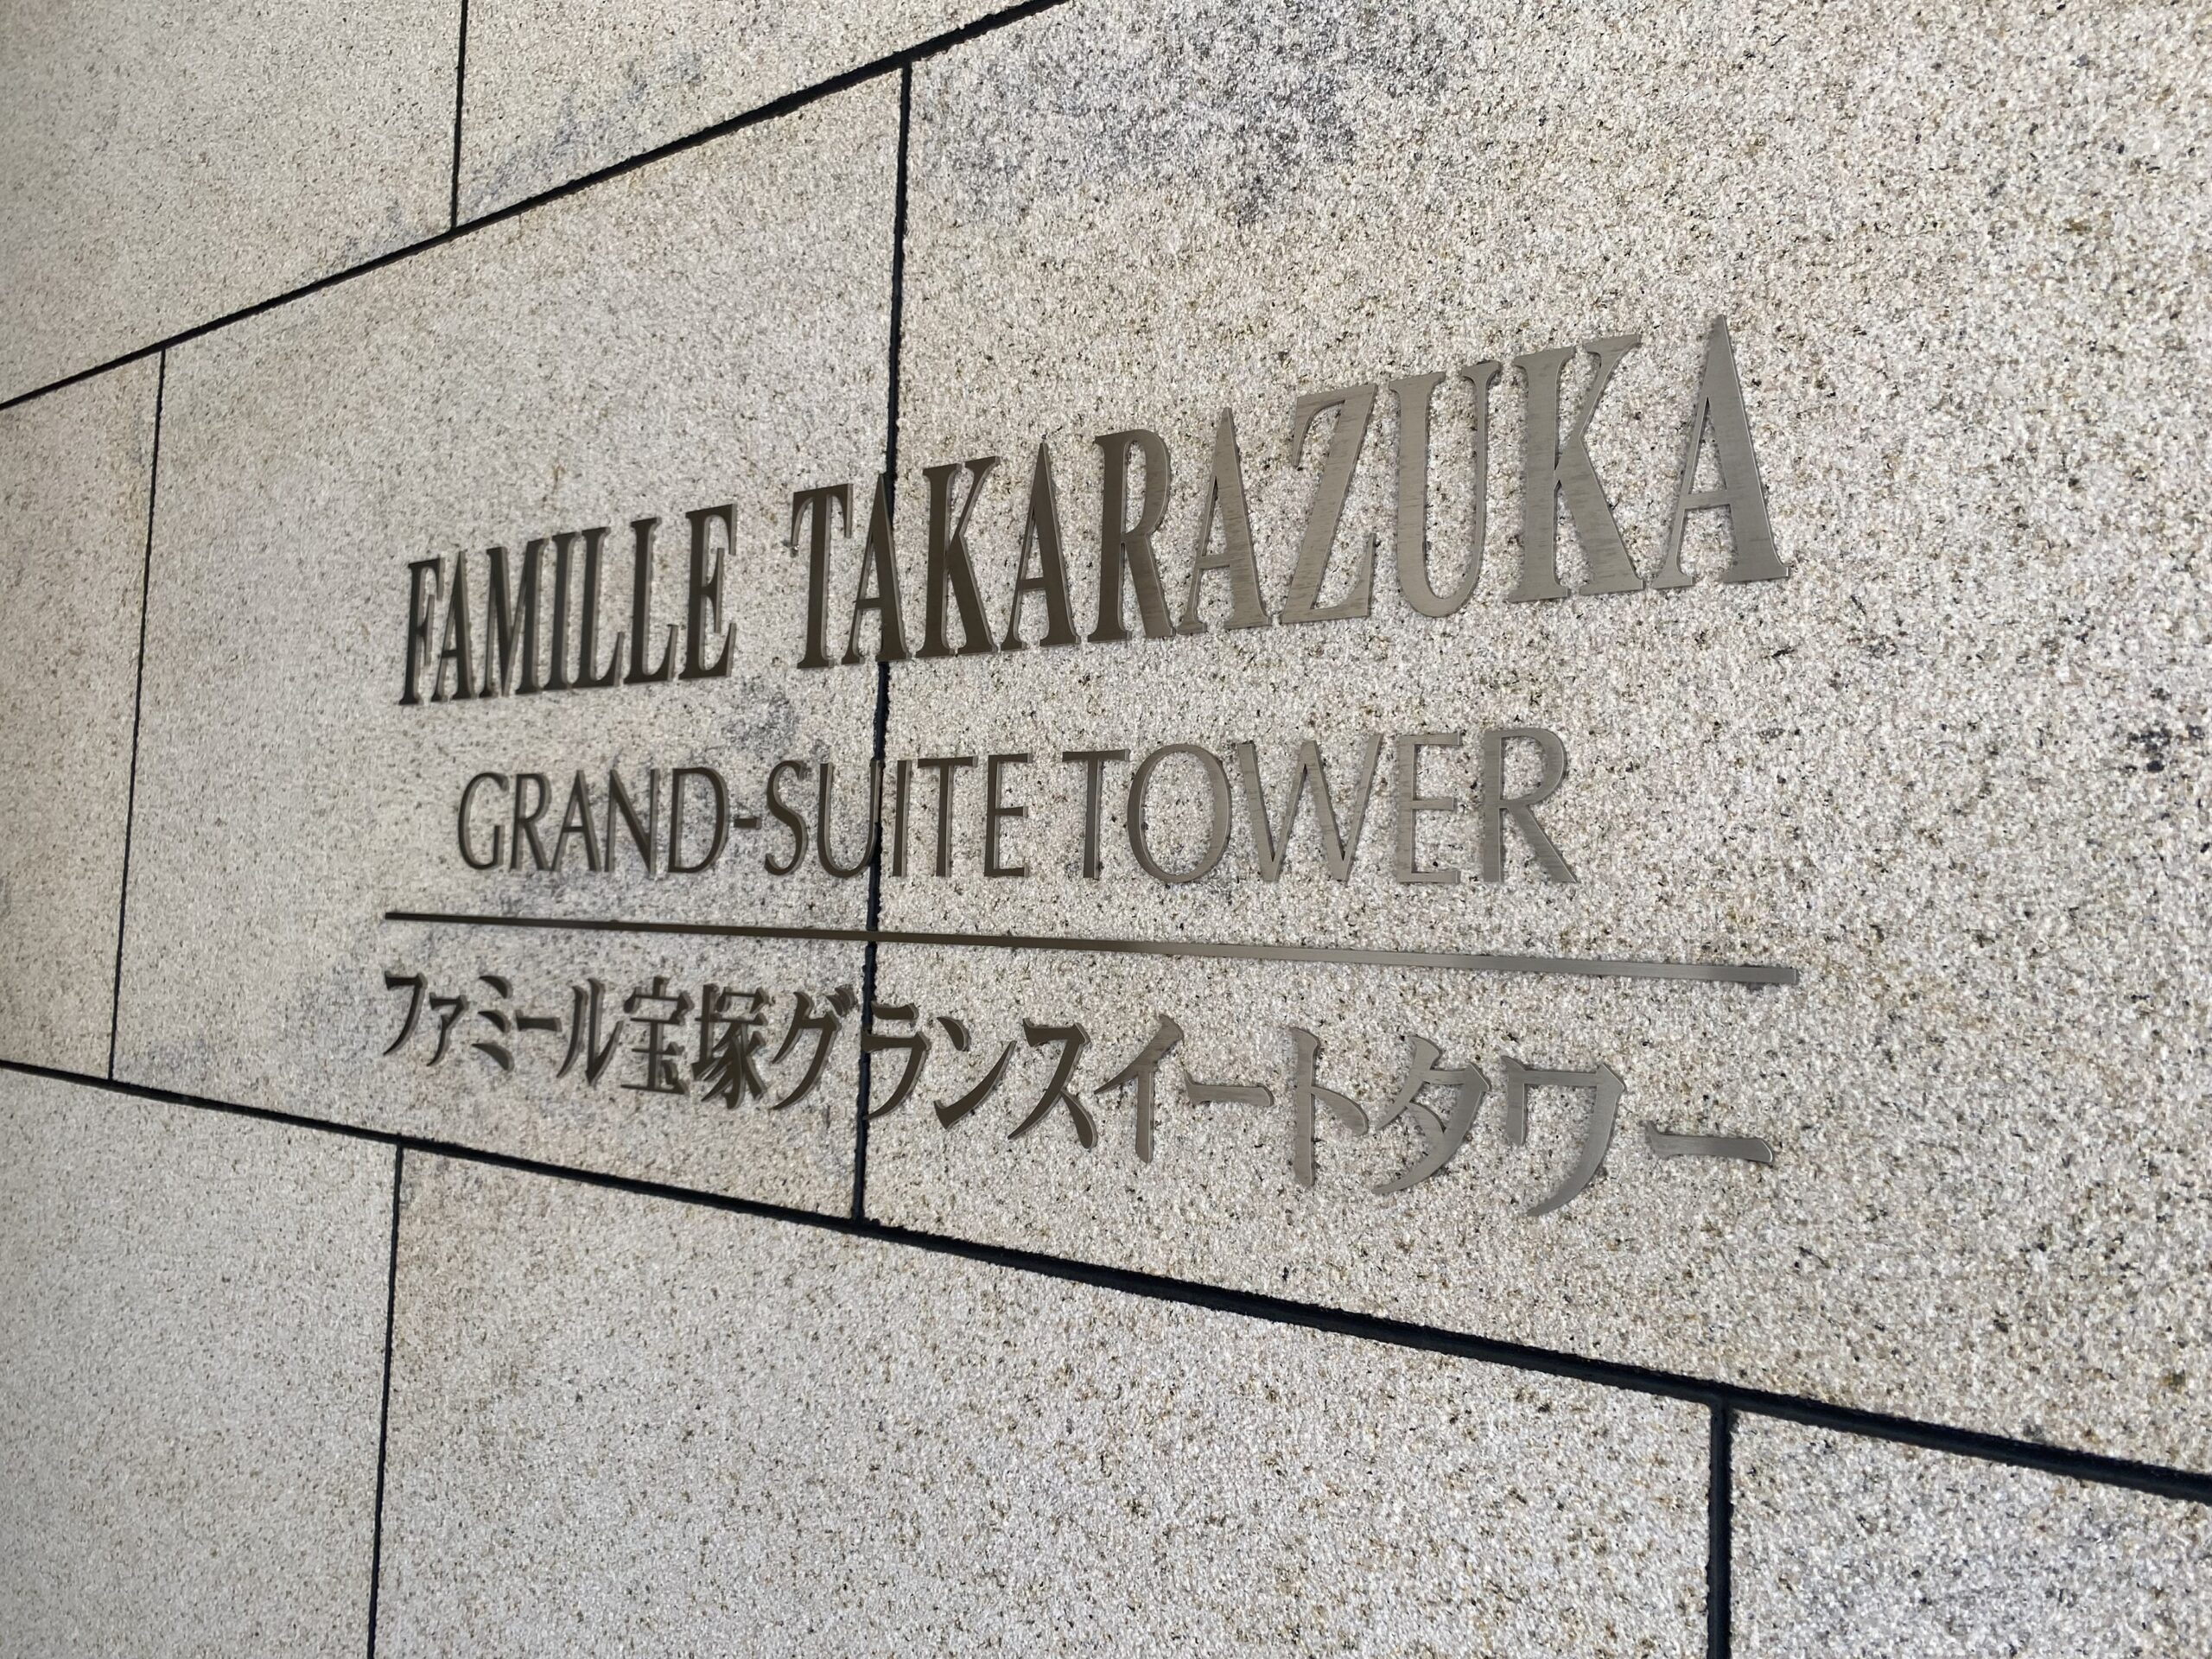 FAMILLE TAKARAZUKA
GRAND-SUITE TOWER
ファミール宝塚グランスイートタワー